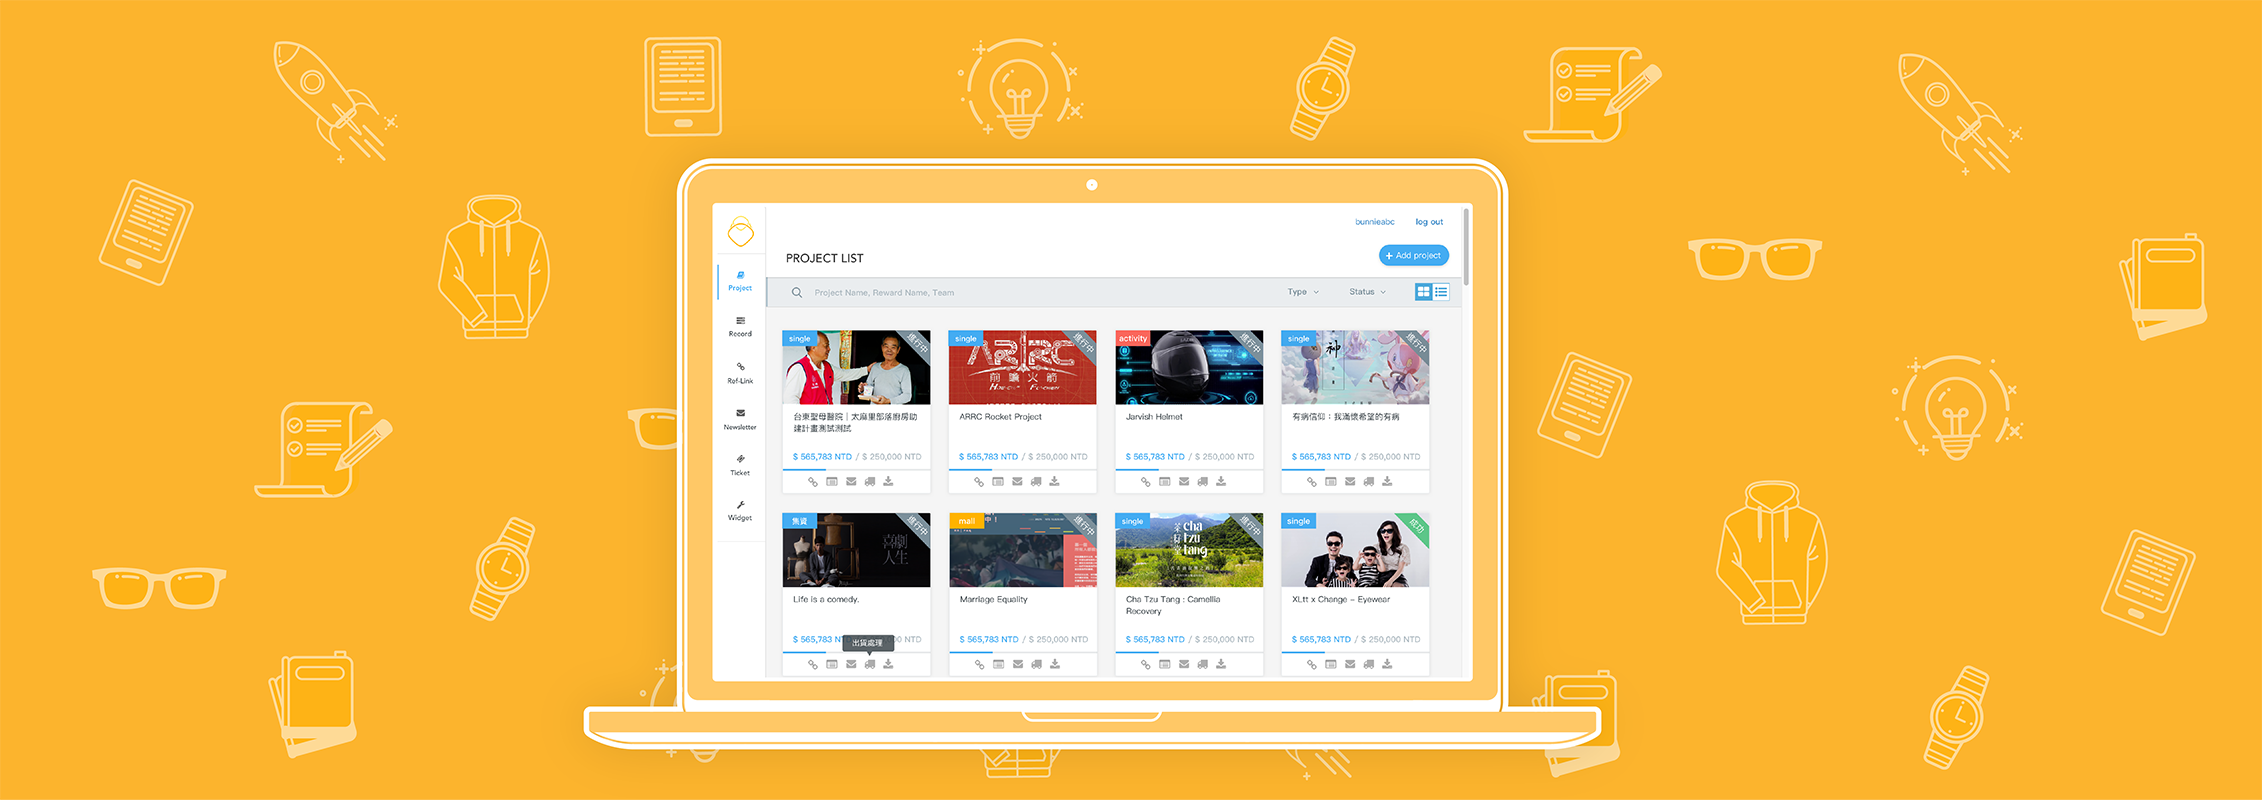 bunnieabc log out
PROJECT LIST
+ Add project
Project Name, Reward Name, Team
Type
Status
Project
Record
Ref-Link
Newsletter
Ticket
Widget
single
進行中
台東聖母醫院｜太麻里部落廚房助
建計畫測試測試
$ 565,783 NTD / $ 250,000 NTD
single
進行中
ARRC
前瞻火箭
ARRC Rocket Project
$ 565,783 NTD / $ 250,000 NTD
activity
進行中
Jarvish Helmet
$ 565,783 NTD / $ 250,000 NTD
single
進行中
神
有病信仰：我滿懷希望的有病
$ 565,783 NTD / $ 250,000 NTD
集資
進行中
喜劇
人生
Life is a comedy.
$ 565,783 NT 00 NTD
出貨處理
mall
進行中
Marriage Equality
$ 565,783 NTD / $ 250,000 NTD
single
進行中
cha
tzu
tang
Cha Tzu Tang : Camellia
Recovery
$ 565,783 NTD / $ 250,000 NTD
single
成功
XLtt x Change – Eyewear
$ 565,783 NTD / $ 250,000 NTD